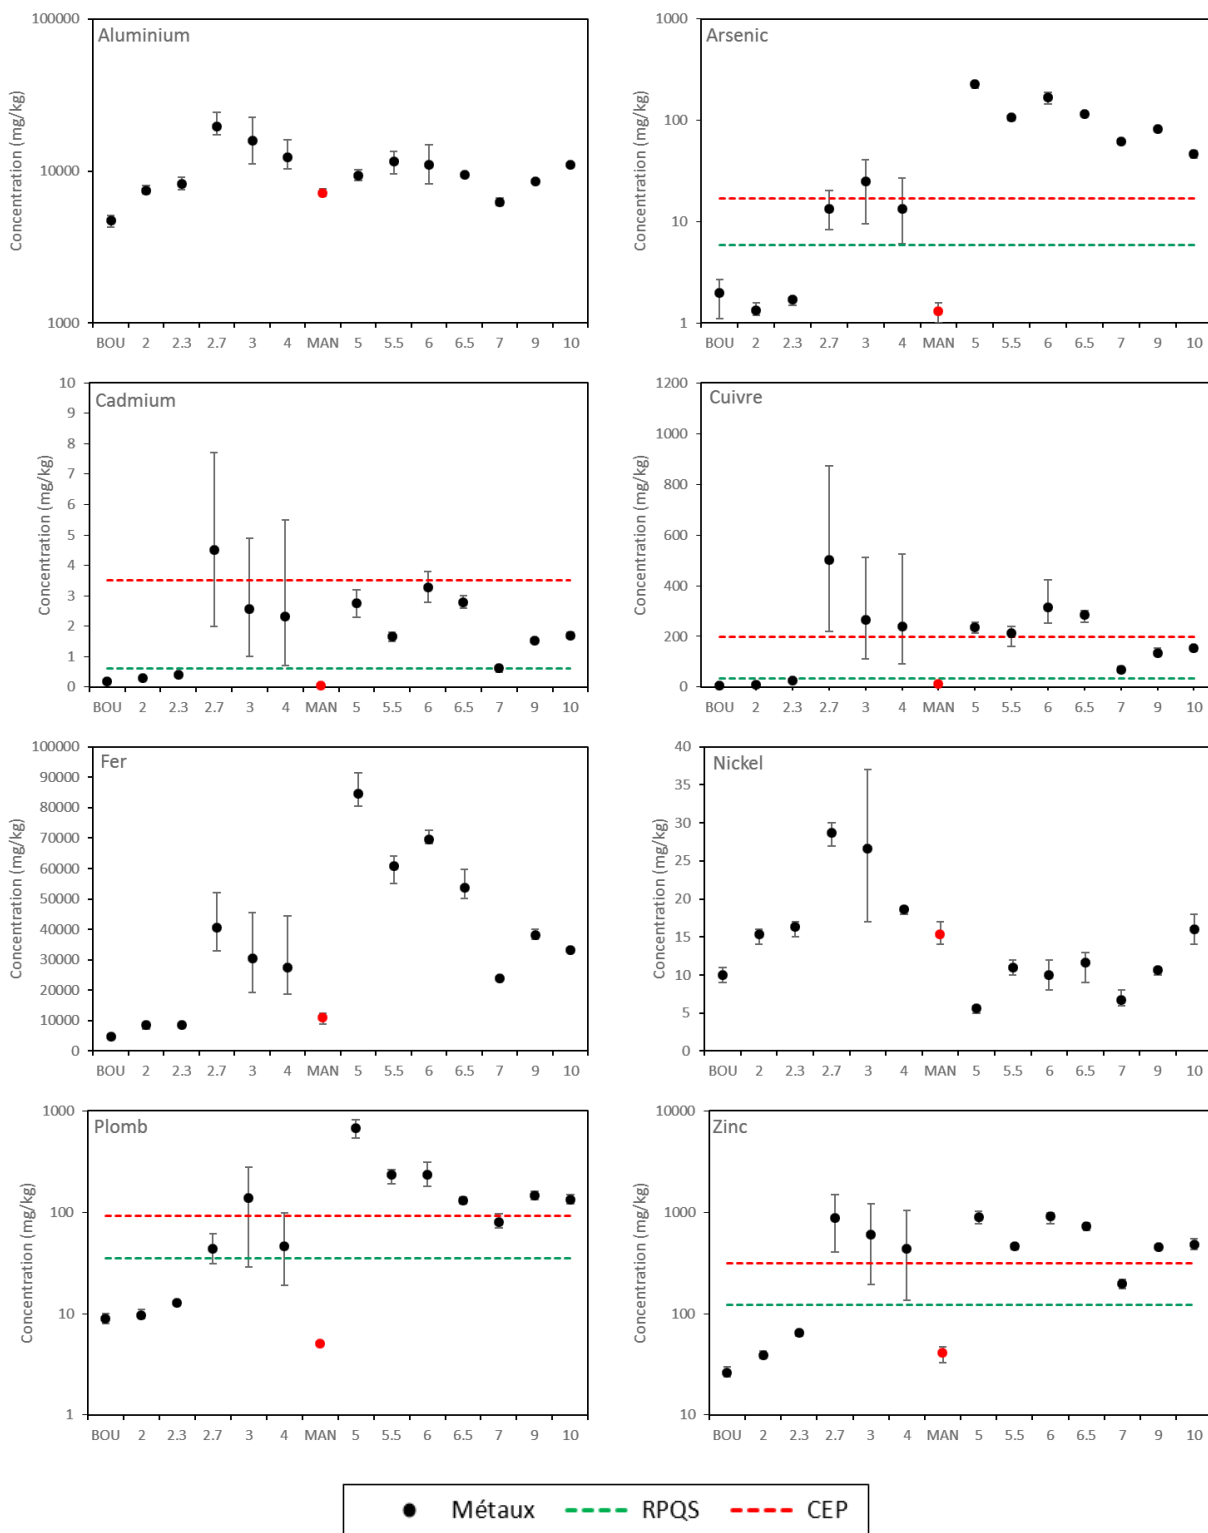 Aluminium
Concentration (mg/kg)
100000
10000
1000
BOU 2 2.3 2.7 3 4 MAN 5 5.5 6 6.5 7 9 10
Arsenic
Concentration (mg/kg)
1000
100
10
1
BOU 2 2.3 2.7 3 4 MAN 5 5.5 6 6.5 7 9 10
Cadmium
Concentration (mg/kg)
10
9
8
7
6
5
4
3
2
1
0
BOU 2 2.3 2.7 3 4 MAN 5 5.5 6 6.5 7 9 10
Cuivre
Concentration (mg/kg)
1200
1000
800
600
400
200
0
BOU 2 2.3 2.7 3 4 MAN 5 5.5 6 6.5 7 9 10
Fer
Concentration (mg/kg)
100000
90000
80000
70000
60000
50000
40000
30000
20000
10000
0
BOU 2 2.3 2.7 3 4 MAN 5 5.5 6 6.5 7 9 10
Nickel
Concentration (mg/kg)
40
35
30
25
20
15
10
5
0
BOU 2 2.3 2.7 3 4 MAN 5 5.5 6 6.5 7 9 10
Plomb
Concentration (mg/kg)
1000
100
10
1
BOU 2 2.3 2.7 3 4 MAN 5 5.5 6 6.5 7 9 10
Zinc
Concentration (mg/kg)
10000
1000
100
10
BOU 2 2.3 2.7 3 4 MAN 5 5.5 6 6.5 7 9 10
Métaux RPQS CEP